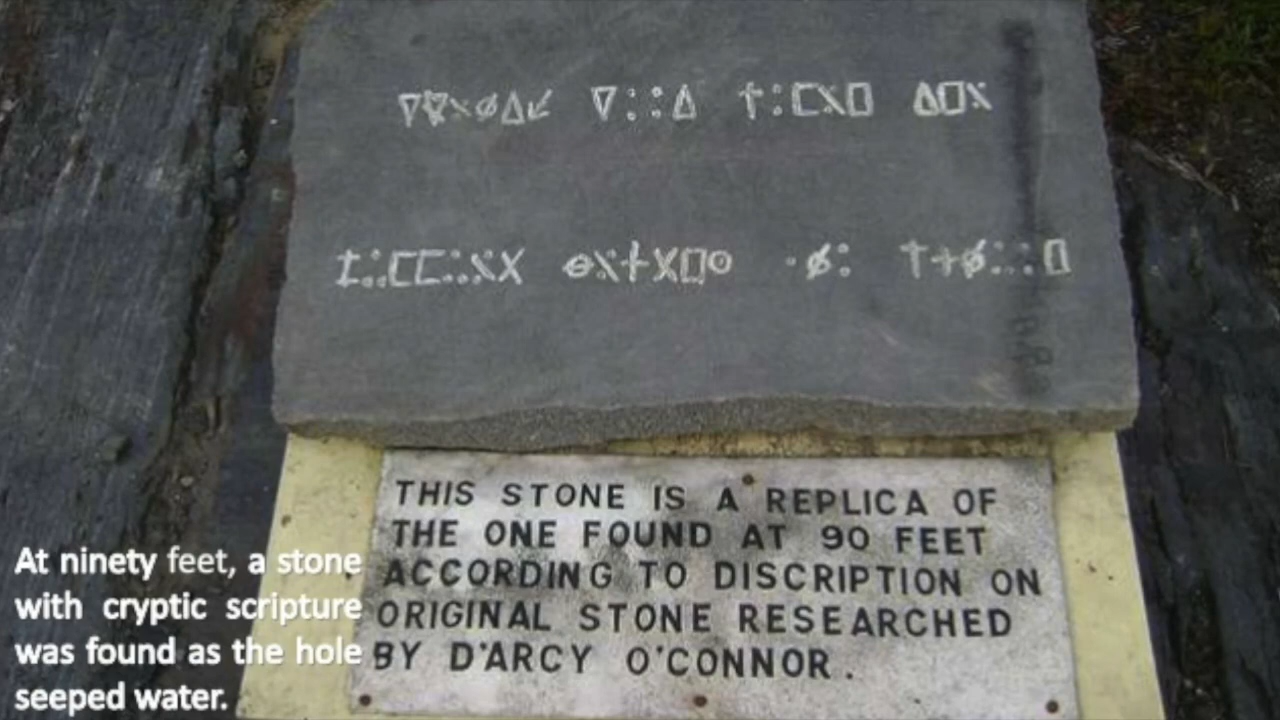 THIS STONE IS A REPLICA OF
THE ONE FOUND AT 90 FEET
ACCORDING TO DISCRIPTION ON
ORIGINAL STONE RESEARCHED
BY D'ARCY O'CONNOR.
At ninety feet, a stone
with cryptic scripture
was found as the hole
seeped water.